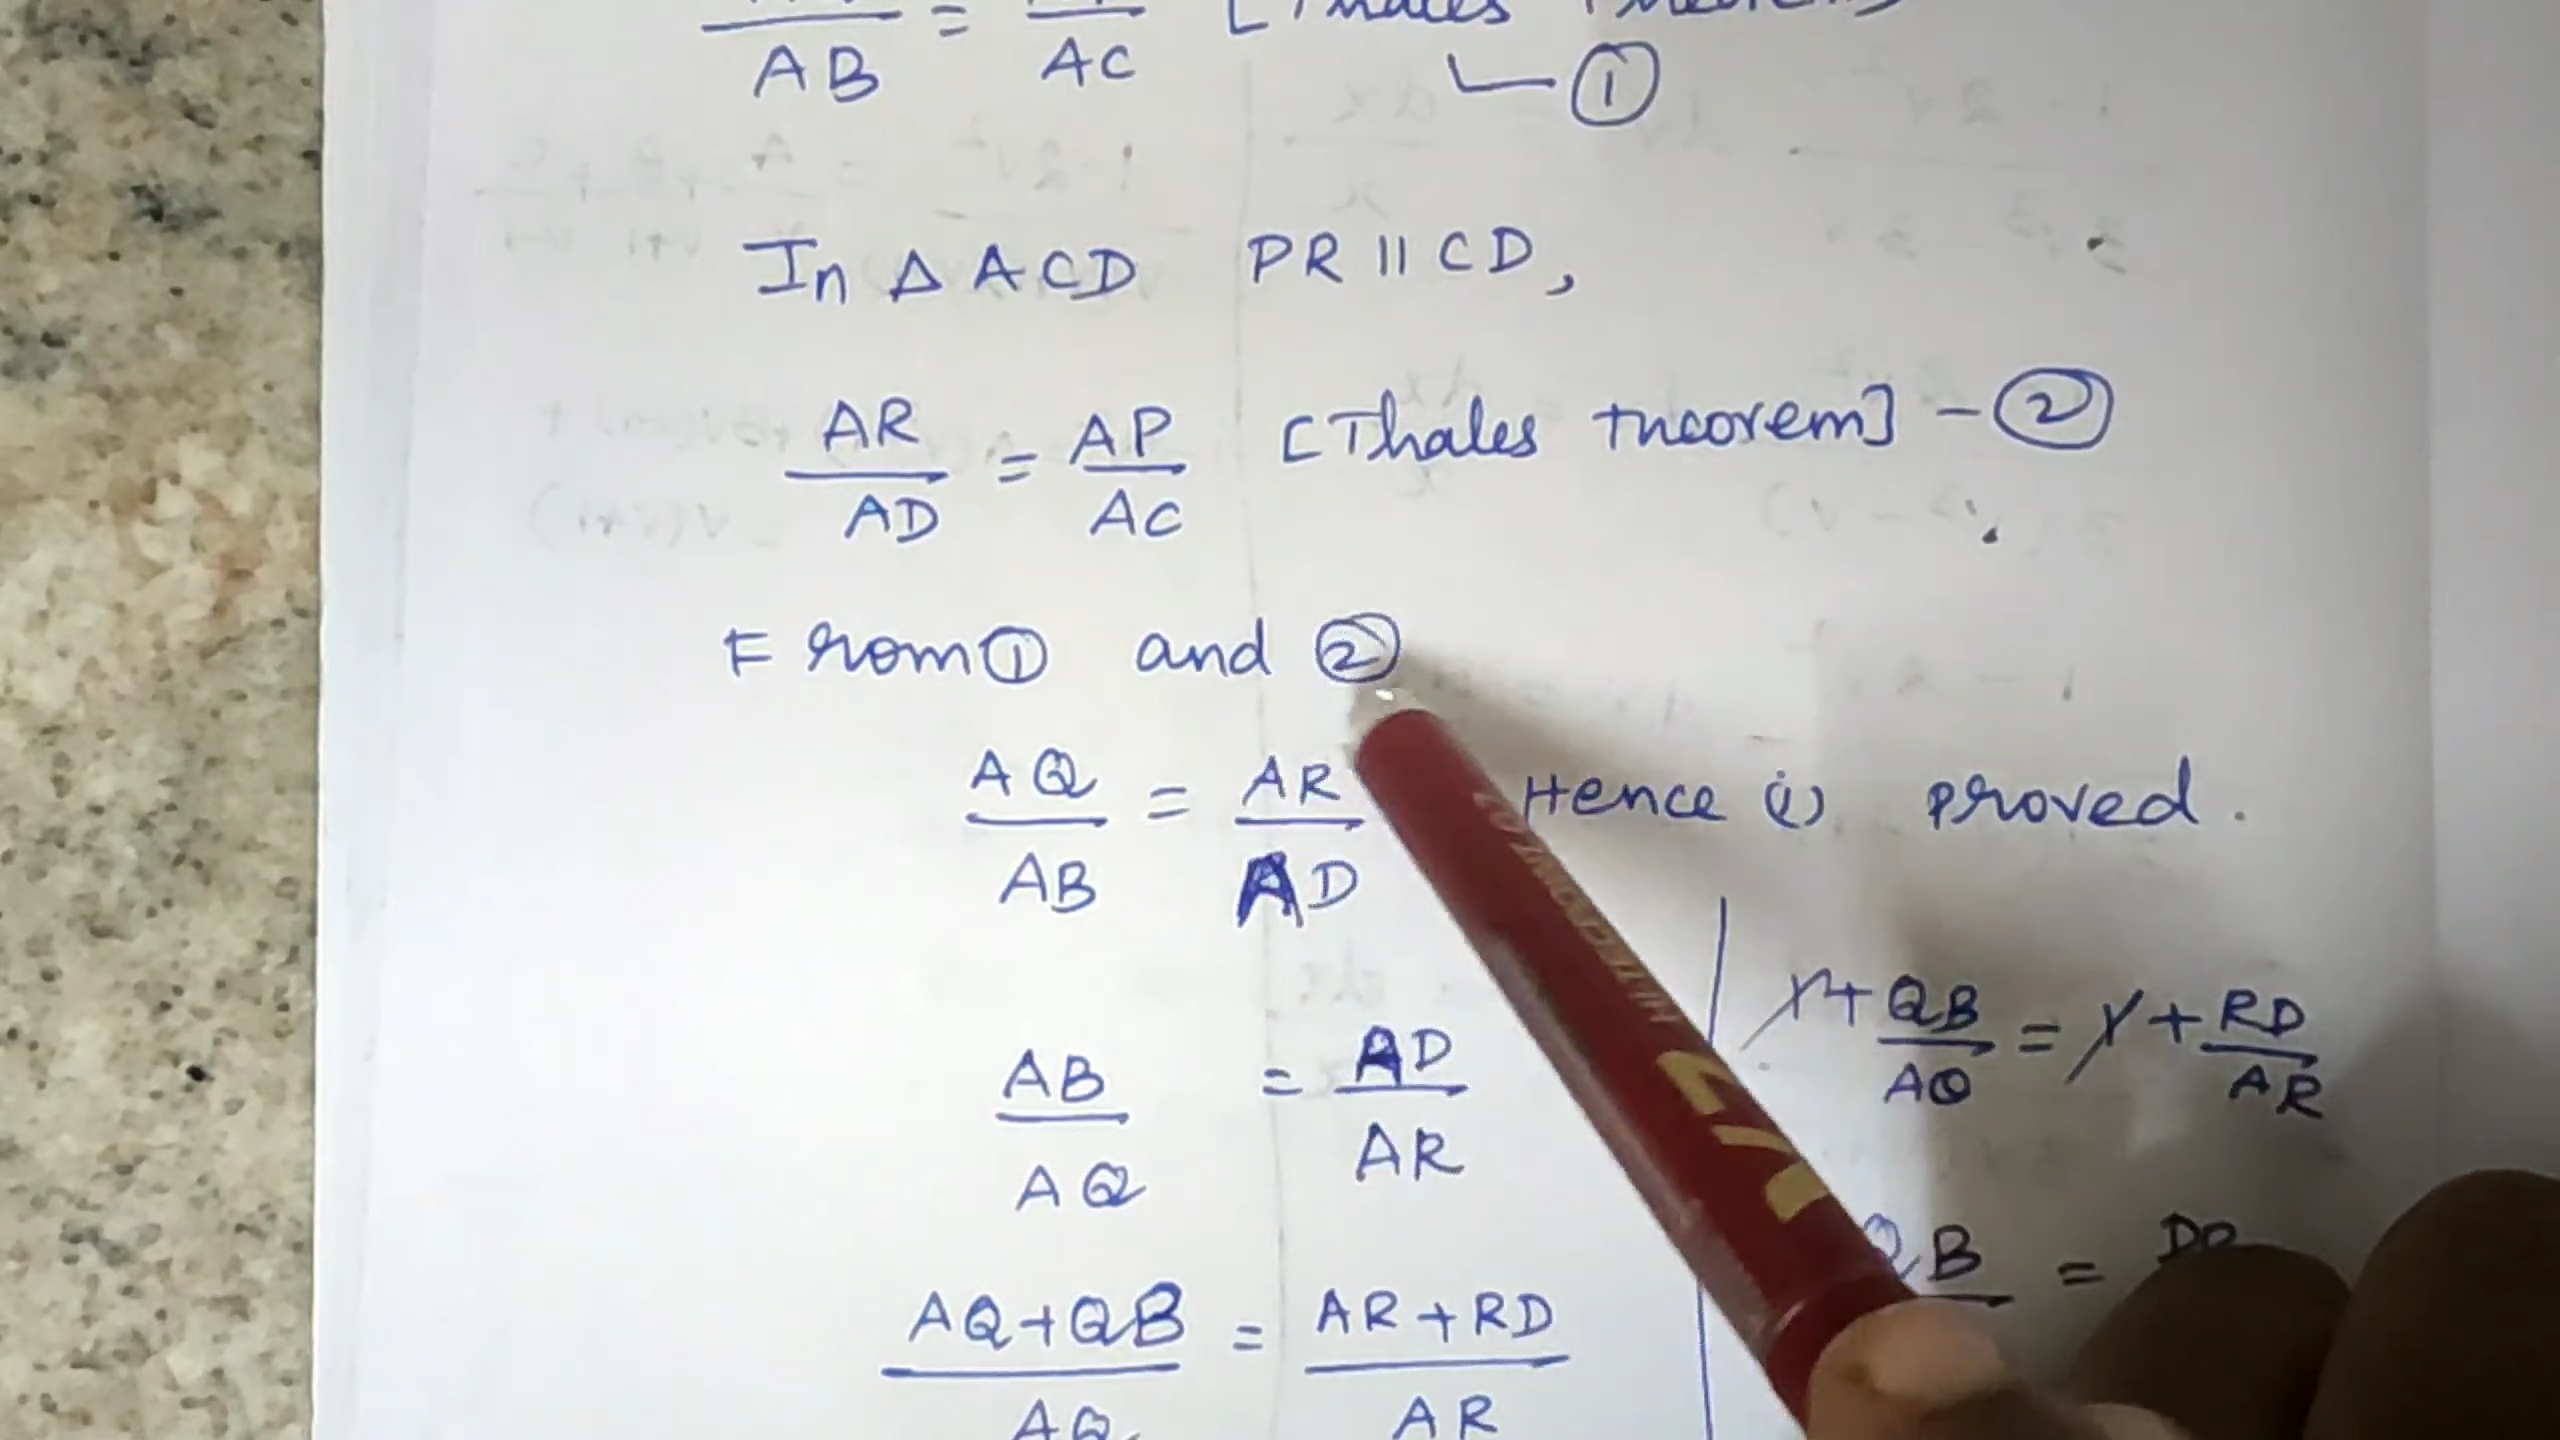 AB = AC [Thales Theorem]
— ①
In Δ ACD PR || CD,
AR/AD = AP/AC [Thales theorem] - ②
From ① and ②
AQ/AB = AR/AD Hence (i) proved.
AB/AQ = AD/AR
(AQ+QB)/AQ = (AR+RD)/AR
1+QB/AQ = 1+RD/AR
QB =